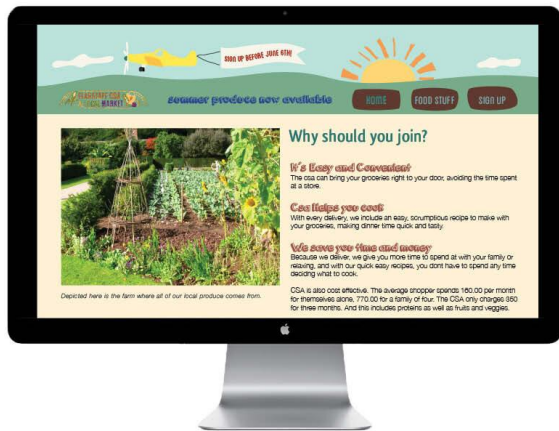 SIGN UP BEFORE JUNE 6TH!
FLAGSTAFF CSA
LOCAL MARKET
summer produce now available
HOME
FOOD STUFF
SIGN UP
Why should you join?
It's Easy and Convenient
The csa can bring your groceries right to your door, avoiding the time spent
at a store.
Csa Helps you cook
With every delivery, we include an easy, scrumptious recipe to make with
your groceries, making dinner time quick and tasty.
We save you time and money
Because we deliver, we give you more time to spend at with your family or
relaxing, and with our quick easy recipes, you dont have to spend any time
deciding what to cook.
CSA is also cost effective. The average shopper spends 160.00 per month
for themselves alone, 770.00 for a family of four. The CSA only charges 350
for three months. And this includes proteins as well as fruits and veggies.
Depicted here is the farm where all of our local produce comes from.